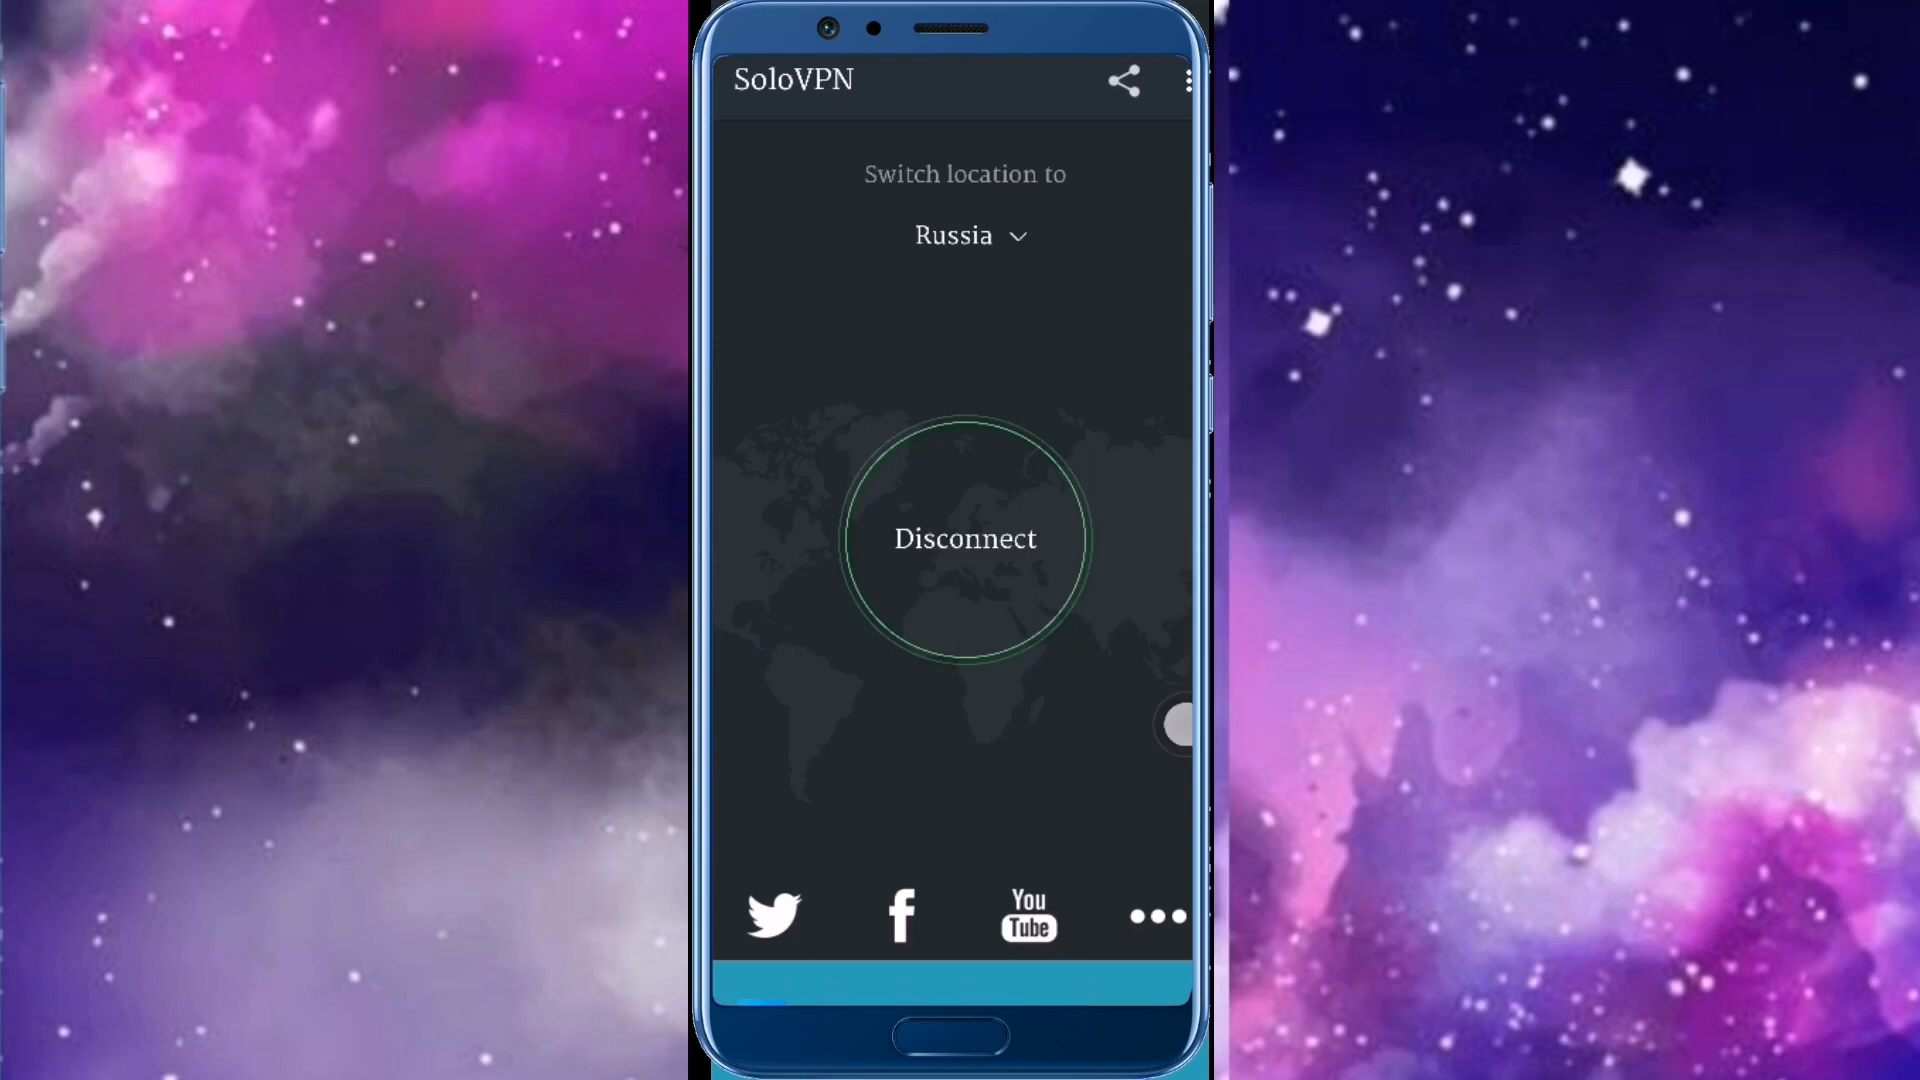 SoloVPN
Switch location to
Russia
Disconnect
You
Tube